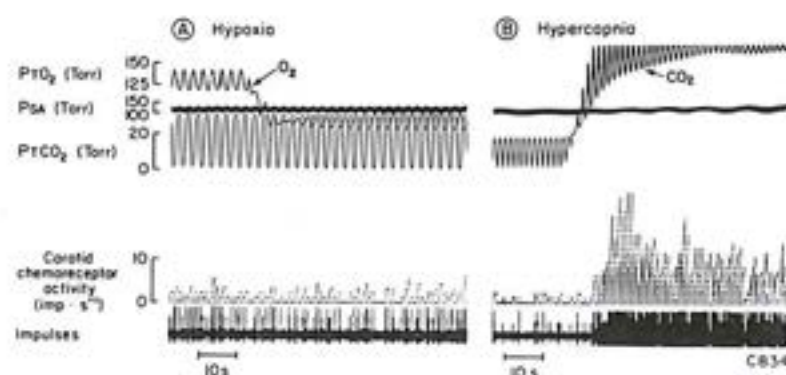 A Hypoxia
B Hypercapnia
PTO₂ (Torr)
150
125
O₂
CO₂
PSA (Torr)
150
100
PTCO₂ (Torr)
20
0
Carotid
chemoreceptor
activity
(imp · s⁻¹)
10
0
Impulses
10s
10s
C834